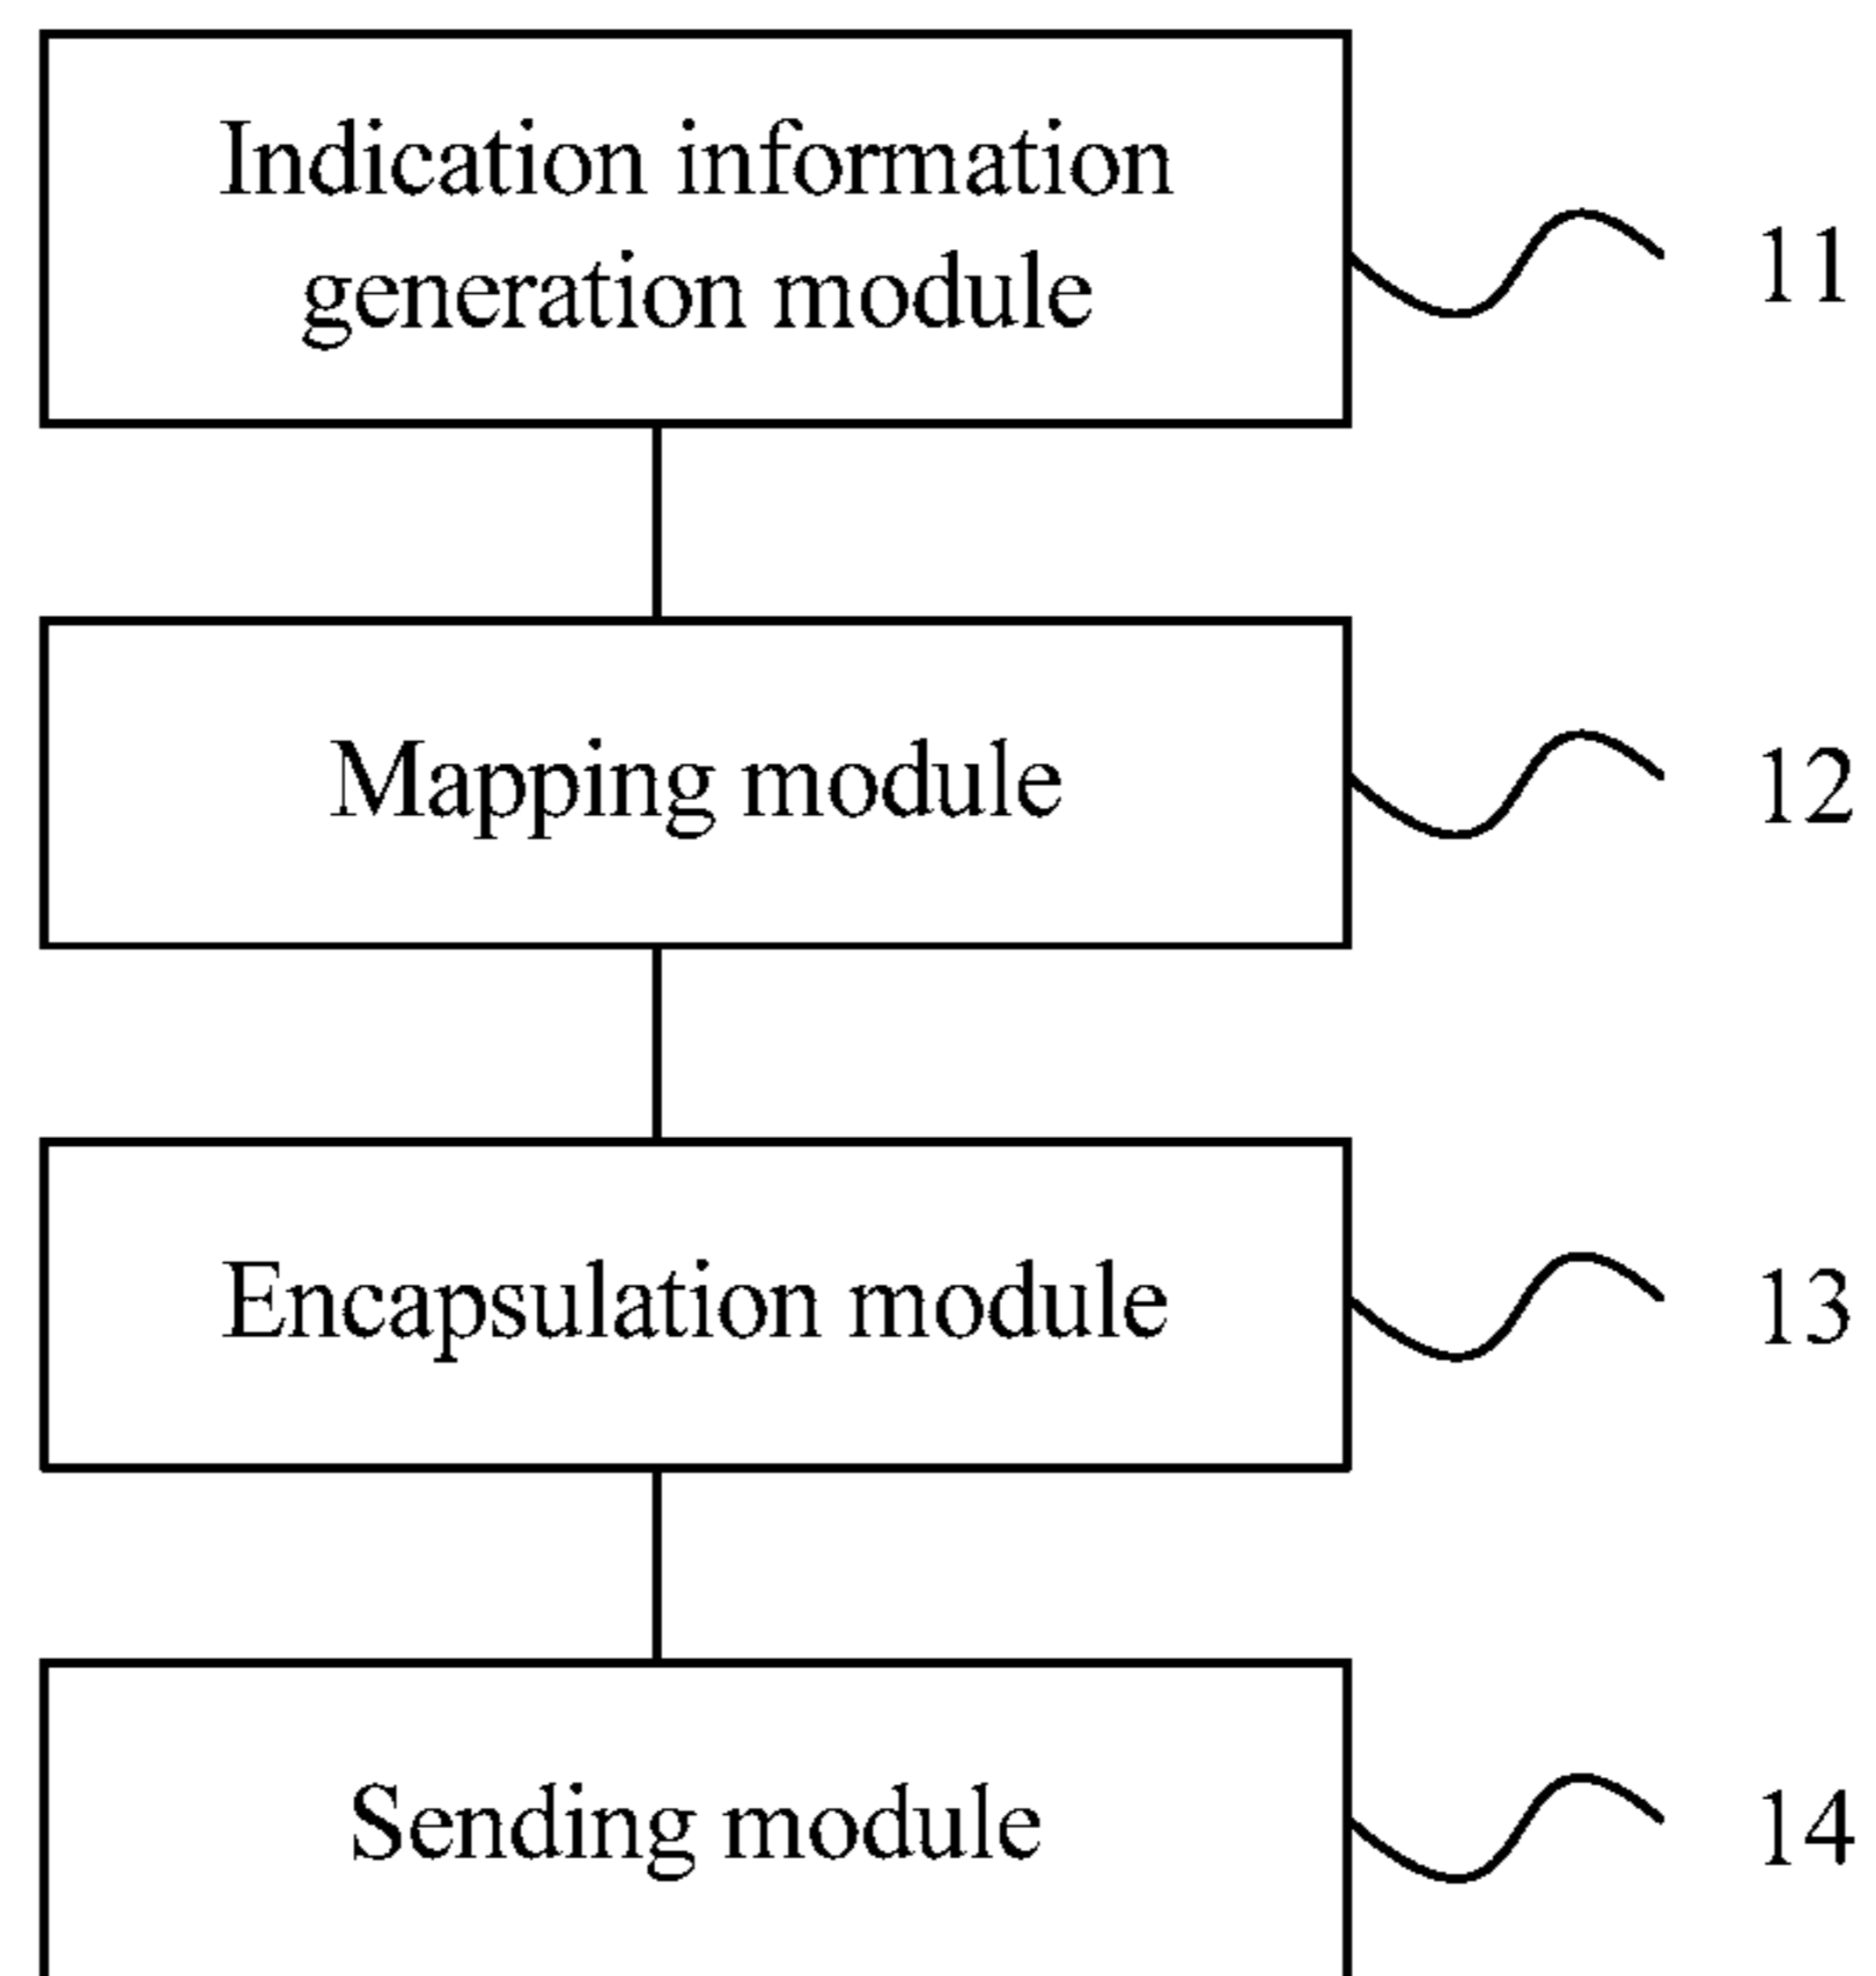 Indication information
generation module
11
Mapping module
12
Encapsulation module
13
Sending module
14